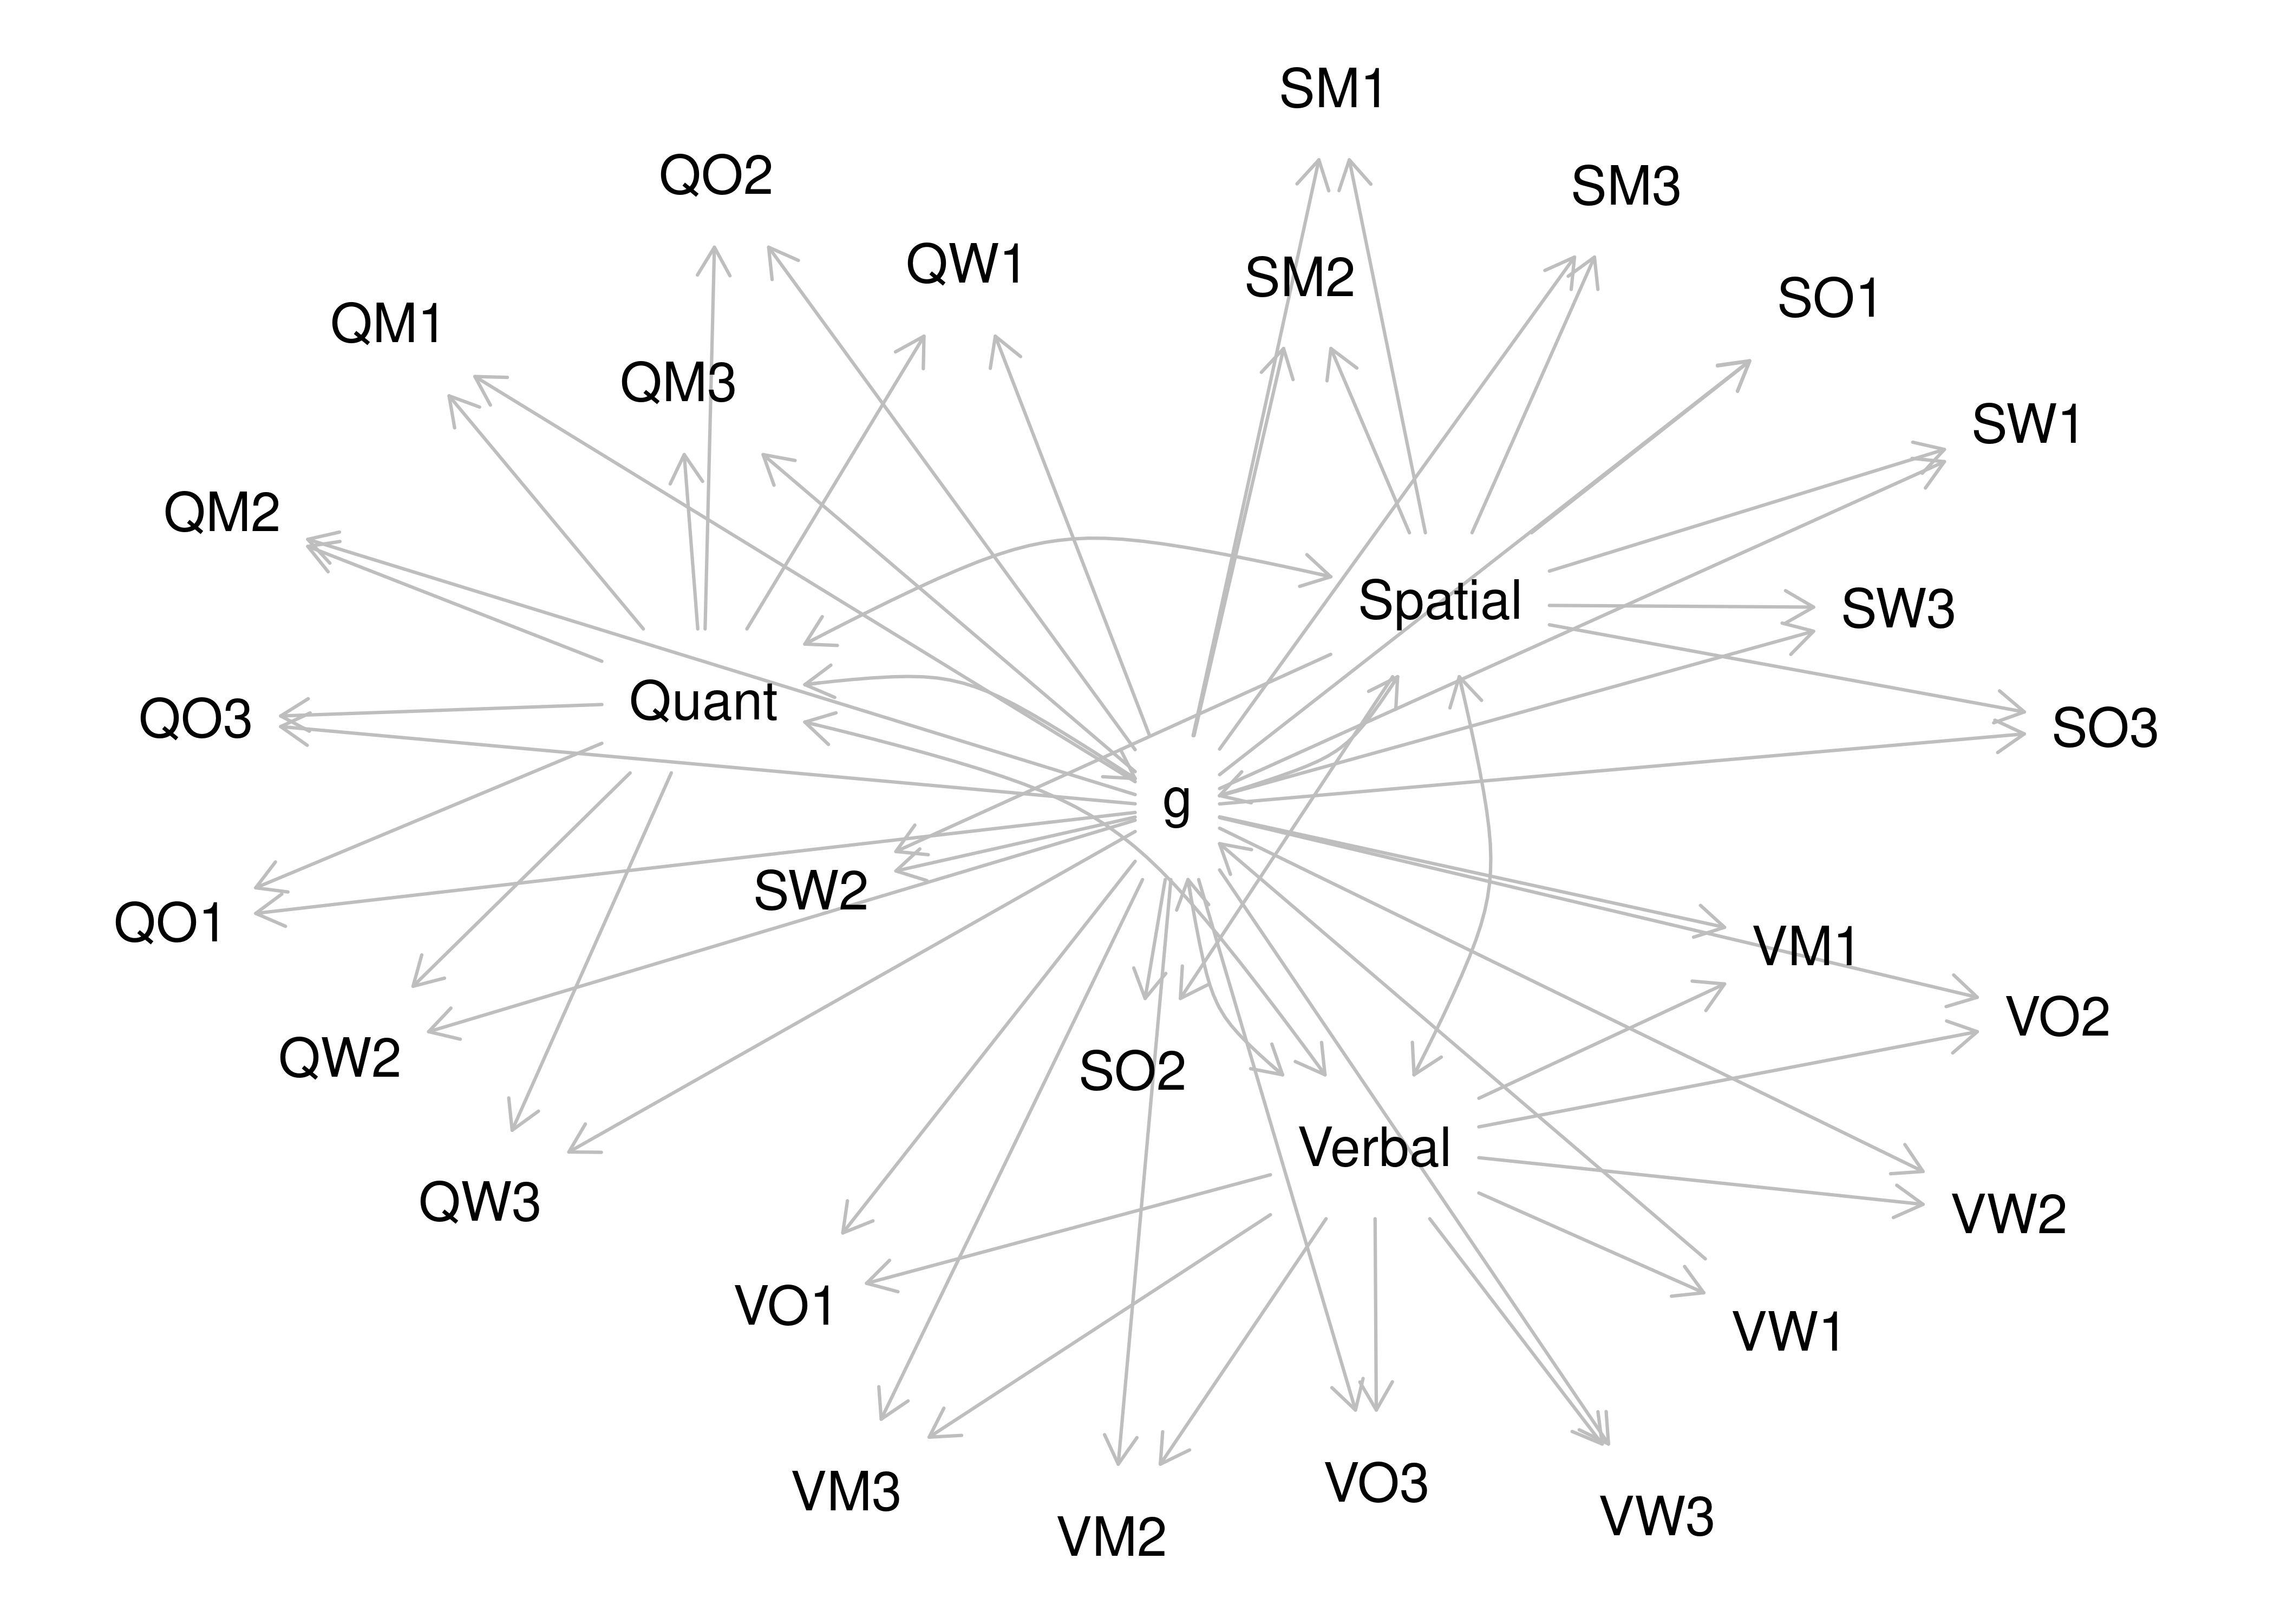 SM1
QO2
SM3
QW1
SM2
SO1
QM1
QM3
SW1
QM2
Spatial
SW3
Quant
QO3
SO3
g
SW2
QO1
VM1
VO2
QW2
SO2
Verbal
QW3
VW2
VO1
VW1
VM3
VO3
VW3
VM2